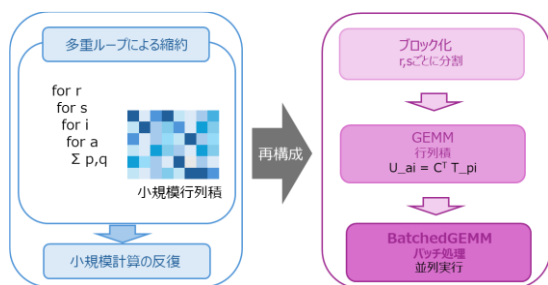 多重ループによる縮約
for r
for s
for i
for a
Σ p,q
小規模行列積
小規模計算の反復
再構成
ブロック化
r,sごとに分割
GEMM
行列積
U_ai = Cᵀ T_pi
BatchedGEMM
バッチ処理
並列実行